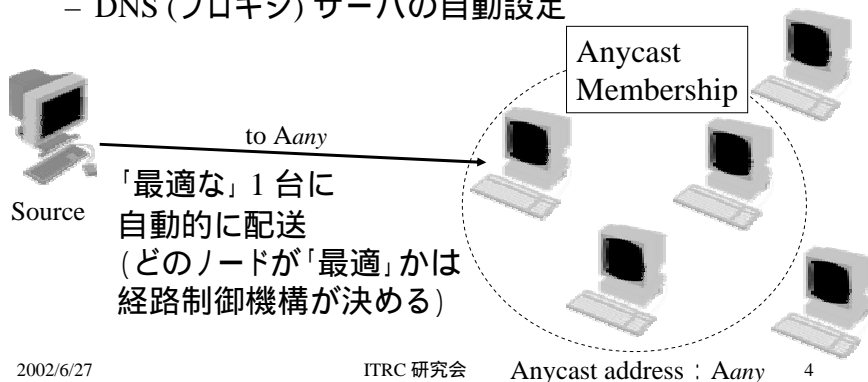 – DNS (プロキシ) サーバの自動設定
Anycast
Membership
to Aany
Source
「最適な」 1 台に
自動的に配送
(どのノードが「最適」かは
経路制御機構が決める)
2002/6/27
ITRC 研究会
Anycast address : Aany
4